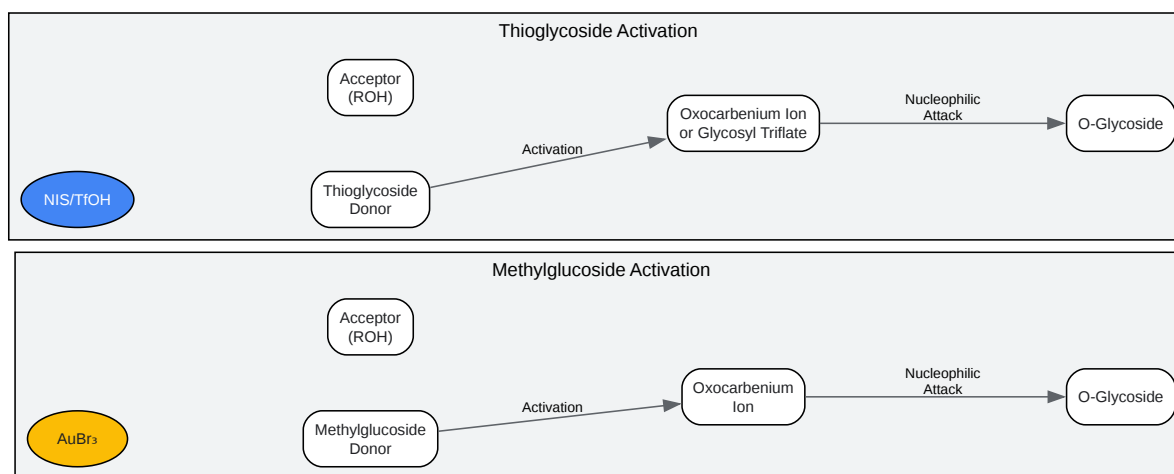 Thioglycoside Activation
Acceptor
(ROH)
Nucleophilic
Attack
Oxocarbenium Ion
or Glycosyl Triflate
O-Glycoside
Activation
NIS/TfOH
Thioglycoside
Donor
Methylglucoside Activation
Acceptor
(ROH)
Nucleophilic
Attack
Oxocarbenium
Ion
O-Glycoside
Activation
AuBr₃
Methylglucoside
Donor